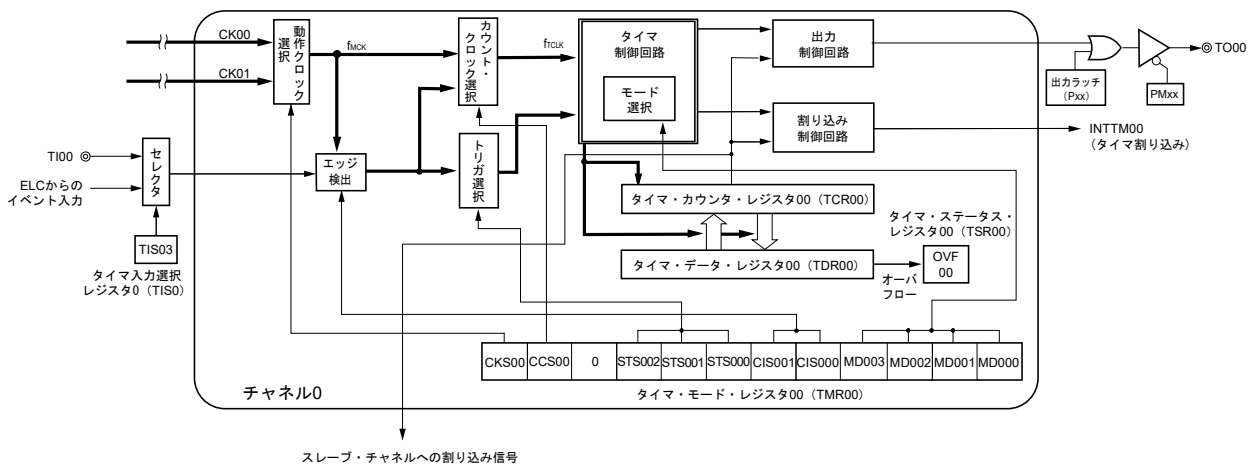 CK00
CK01
動作クロック
選択
fMCK
カウント・
クロック選択
fTCLK
タイマ
制御回路
モード
選択
出力
制御回路
出力ラッチ
(Pxx)
PMxx
TO00
割り込み
制御回路
INTTM00
(タイマ割り込み)
TI00
ELCからの
イベント入力
セレクタ
エッジ
検出
トリガ選択
TIS03
タイマ入力選択
レジスタ0(TIS0)
タイマ・カウンタ・レジスタ00(TCR00)
タイマ・データ・レジスタ00(TDR00)
タイマ・ステータス・
レジスタ00(TSR00)
オーバ
フロー
OVF
00
CKS00 CCS00 0 STS002 STS001 STS000 CIS001 CIS000 MD003 MD002 MD001 MD000
チャネル0
タイマ・モード・レジスタ00(TMR00)
スレーブ・チャネルへの割り込み信号